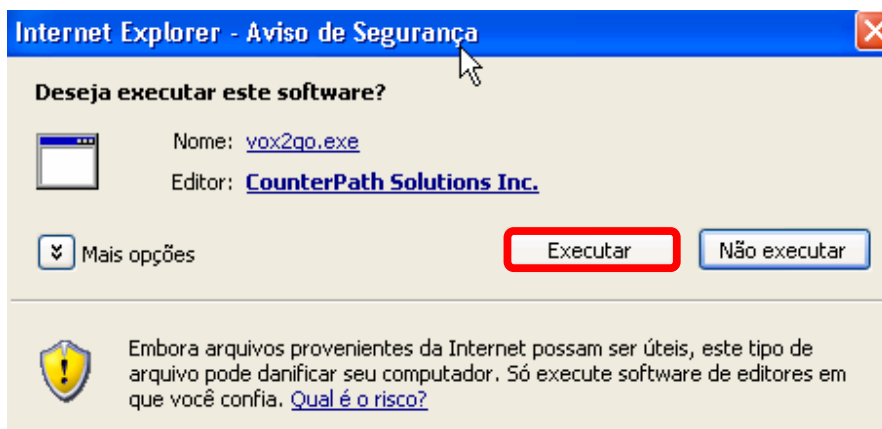 Internet Explorer - Aviso de Segurança
Deseja executar este software?
Nome: vox2go.exe
Editor: CounterPath Solutions Inc.
Mais opções
Executar
Não executar
Embora arquivos provenientes da Internet possam ser úteis, este tipo de
arquivo pode danificar seu computador. Só execute software de editores em
que você confia. Qual é o risco?